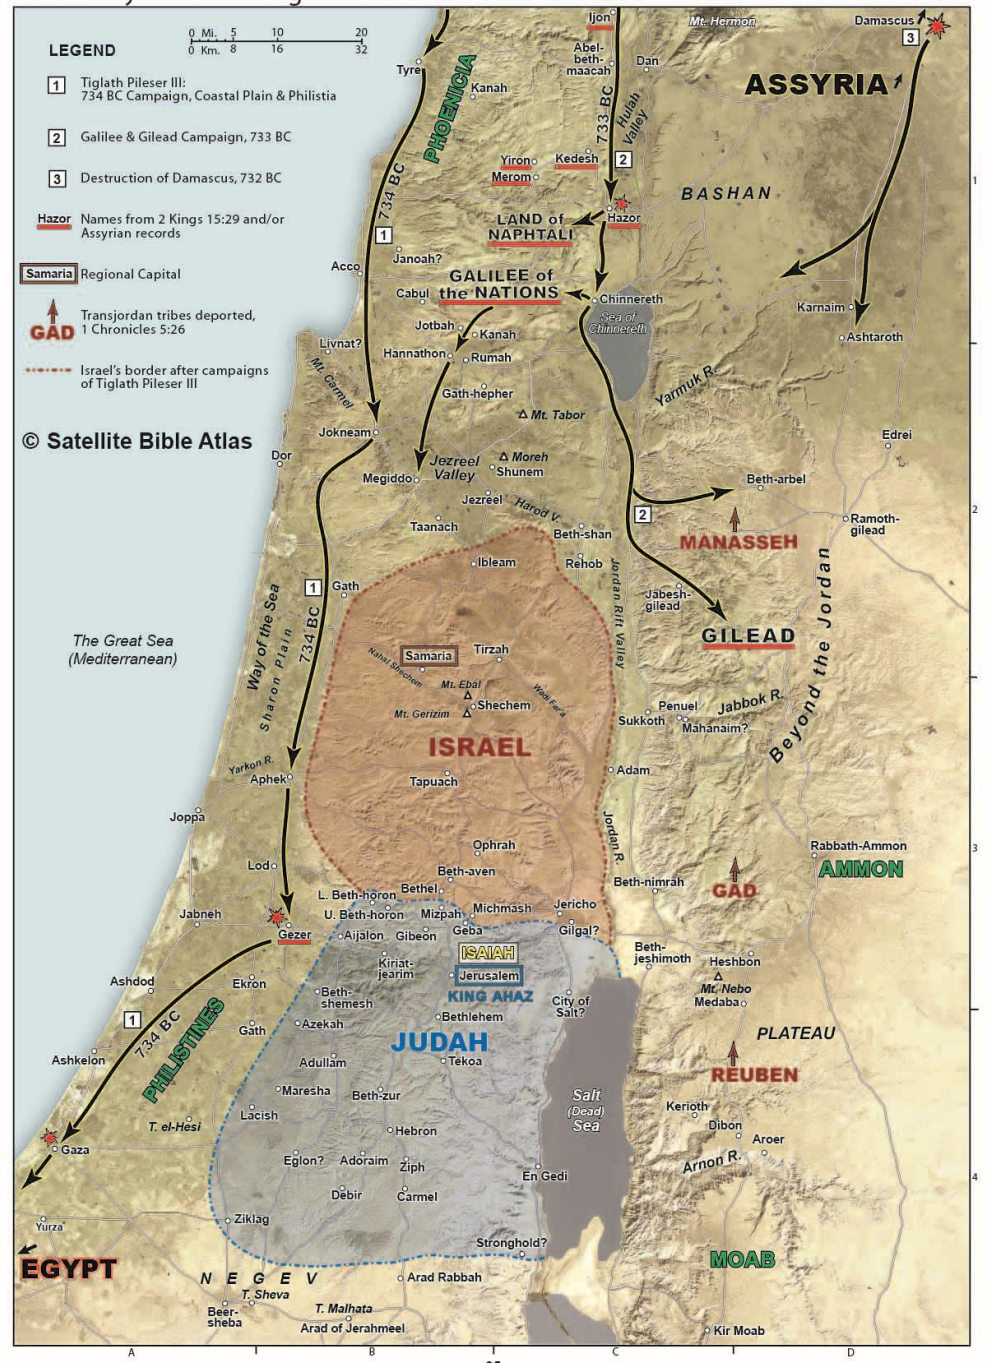 0 Mi. 5 10 20
0 Km. 8 16 32
LEGEND
1 Tiglath Pileser III:
734 BC Campaign, Coastal Plain & Philistia
2 Galilee & Gilead Campaign, 733 BC
3 Destruction of Damascus, 732 BC
Hazor Names from 2 Kings 15:29 and/or
Assyrian records
Samaria Regional Capital
GAD Transjordan tribes deported,
1 Chronicles 5:26
Israel's border after campaigns
of Tiglath Pileser III
© Satellite Bible Atlas
Ijon
Mt. Hermon
Damascus
3
Abel-
beth-
maacah
Dan
Tyre
ASSYRIA
Kanah
PHOENICIA
733 BC
Hulah
Valley
Yiron
Kedesh
2
Merom
BASHAN
1
734 BC
LAND of
NAPHTALI
Hazor
1
Janoah?
Acco
GALILEE of
the NATIONS
Cabul
Chinnereth
Karnaim
Sea of
Chinnereth
Jotbah
Kanah
Ashtaroth
Livnat?
Hannathon
Rumah
Mt. Carmel
Gath-hepher
Yarmuk R.
Mt. Tabor
Jokneam
Edrei
Dor
Jezreel
Valley
Moreh
Shunem
Megiddo
Beth-arbel
Jezreel
2
Harod V.
2
Taanach
Beth-shan
Ramoth-
gilead
MANASSEH
Ibleam
Rehob
Jordan Rift Valley
1
Gath
Jabesh-
gilead
Way of the Sea
Sharon Plain
734 BC
GILEAD
Beyond the Jordan
The Great Sea
(Mediterranean)
Samaria
Tirzah
Nahal Shechem
Mt. Ebal
Wadi Far'a
Shechem
Mt. Gerizim
Penuel
Jabbok R.
Sukkoth
Mahanaim?
ISRAEL
Yarkon R.
Aphek
Adam
Tapuach
Joppa
Jordan R.
Ophrah
Rabbath-Ammon
3
AMMON
Lod
Beth-aven
Beth-nimrah
GAD
Bethel
L. Beth-horon
U. Beth-horon
Mizpah
Michmash
Jericho
Jabneh
Gezer
Aijalon
Gibeon
Geba
Gilgal?
ISAIAH
Beth-
jeshimoth
Heshbon
Kiriat-
jearim
Jerusalem
Ashdod
Ekron
KING AHAZ
Mt. Nebo
Medaba
Beth-
shemesh
City of
Salt?
1
734 BC
Gath
Azekah
Bethlehem
PLATEAU
JUDAH
Ashkelon
PHILISTINES
Adullam
Tekoa
REUBEN
Maresha
Beth-zur
Salt
(Dead)
Sea
Lachish
Kerioth
T. el-Hesi
Hebron
Dibon
Aroer
Gaza
Eglon?
Adoraim
Ziph
Arnon R.
En Gedi
4
Debir
Carmel
Yurza
Ziklag
Stronghold?
EGYPT
MOAB
NEGEV
Arad Rabbah
T. Sheva
Beer-
sheba
T. Malhata
Arad of Jerahmeel
Kir Moab
A B C D